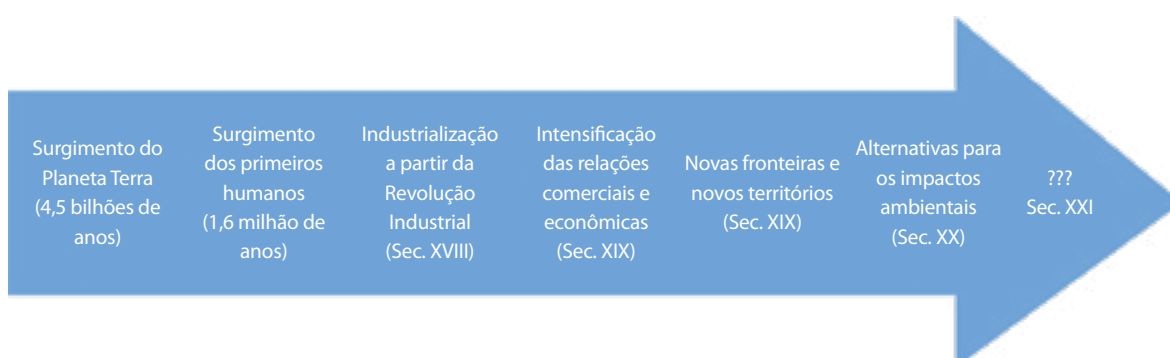 Surgimento do
Planeta Terra
(4,5 bilhões de
anos)
Surgimento
dos primeiros
humanos
(1,6 milhão de
anos)
Industrialização
a partir da
Revolução
Industrial
(Sec. XVIII)
Intensificação
das relações
comerciais e
econômicas
(Sec. XIX)
Novas fronteiras e
novos territórios
(Sec. XIX)
Alternativas para
os impactos
ambientais
(Sec. XX)
???
Sec. XXI